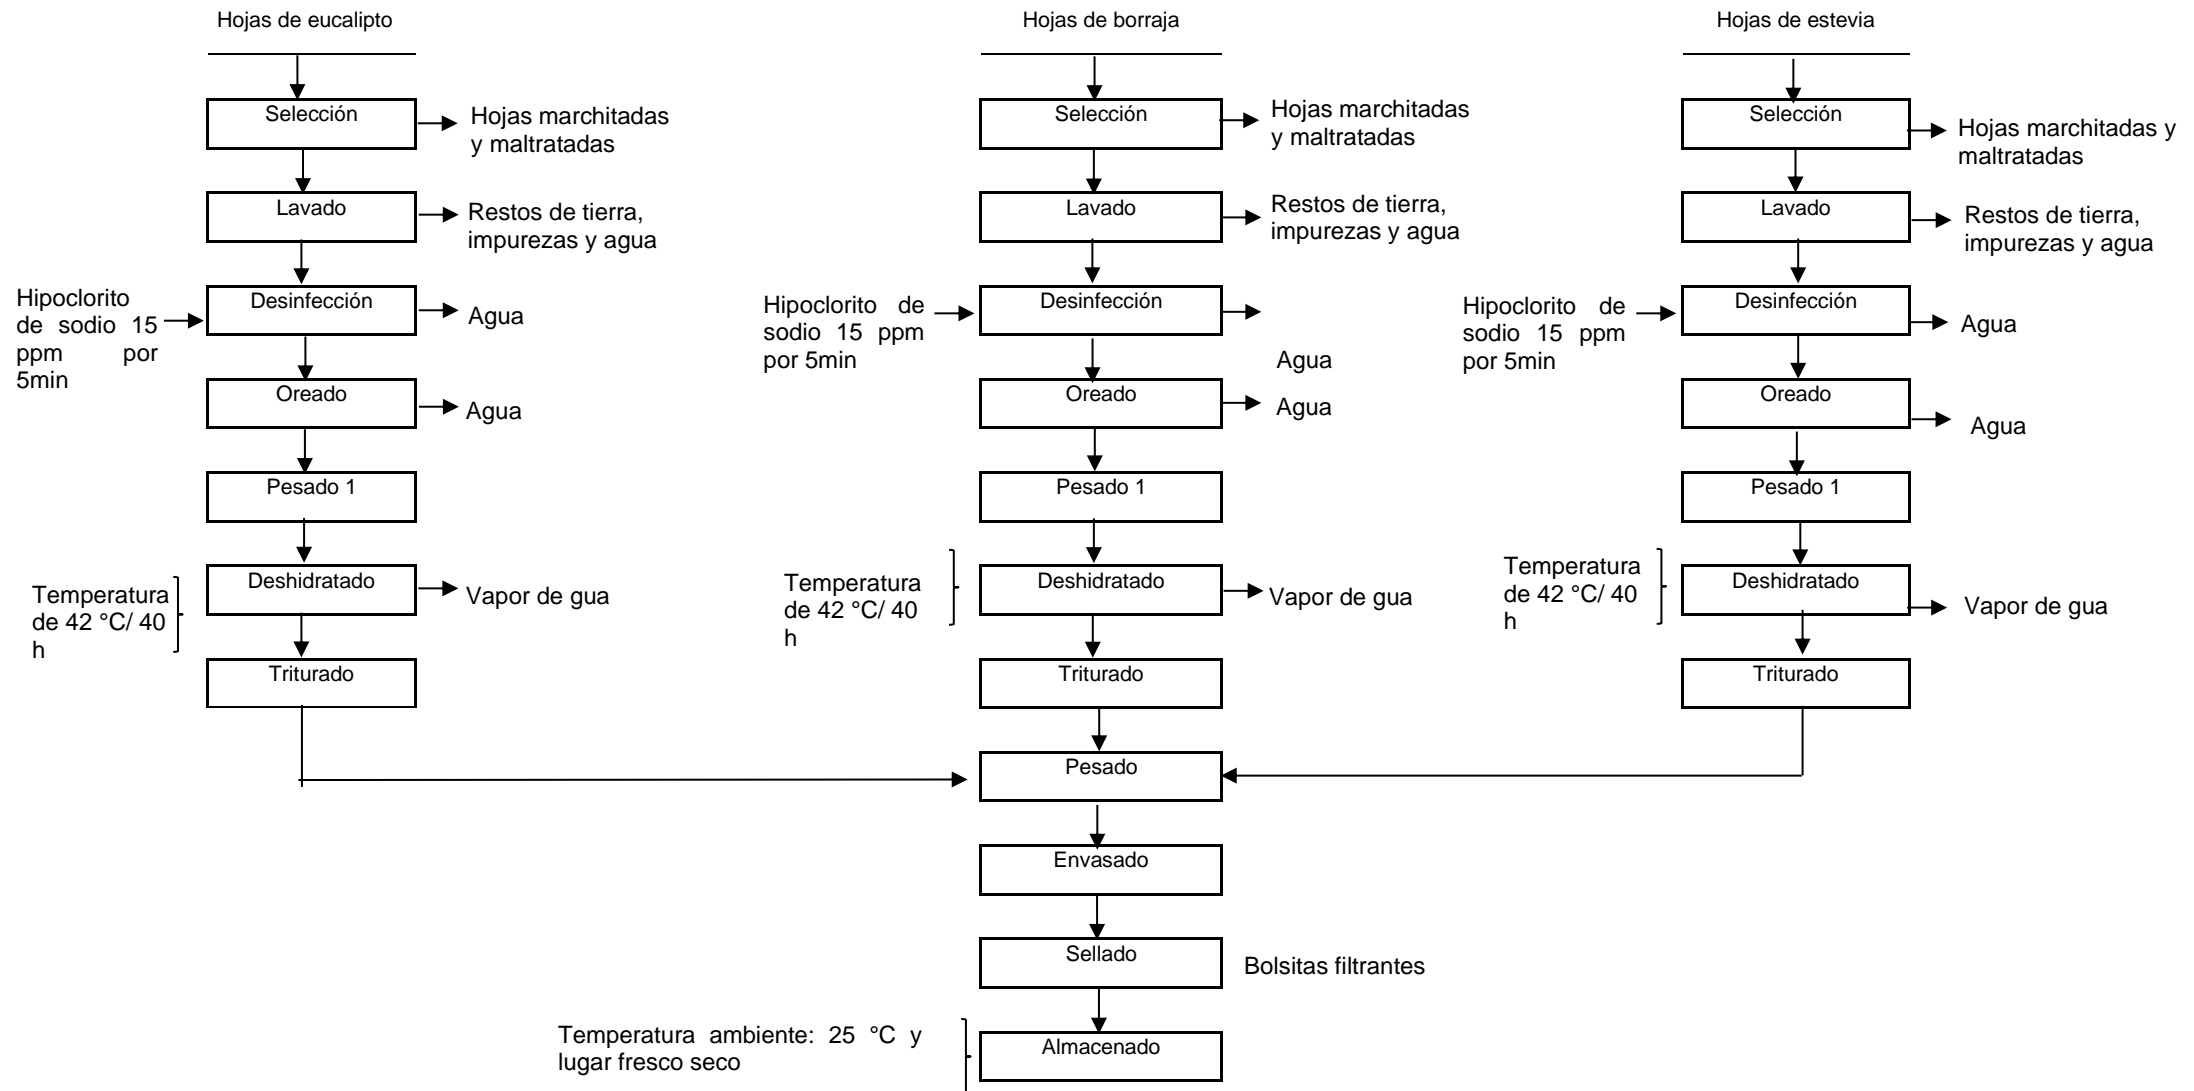 Hojas de eucalipto
Hojas de borraja
Hojas de estevia
Selección
Hojas marchitadas
y maltratadas
Selección
Hojas marchitadas
y maltratadas
Selección
Hojas marchitadas y
maltratadas
Lavado
Restos de tierra,
impurezas y agua
Lavado
Restos de tierra,
impurezas y agua
Lavado
Restos de tierra,
impurezas y agua
Hipoclorito
de sodio 15
ppm por
5min
Desinfección
Agua
Hipoclorito de
sodio 15 ppm
por 5min
Desinfección
Agua
Hipoclorito de
sodio 15 ppm
por 5min
Desinfección
Agua
Oreado
Agua
Oreado
Agua
Oreado
Agua
Pesado 1
Pesado 1
Pesado 1
Temperatura
de 42 °C/ 40
h
Deshidratado
Vapor de gua
Temperatura
de 42 °C/ 40
h
Deshidratado
Vapor de gua
Temperatura
de 42 °C/ 40
h
Deshidratado
Vapor de gua
Triturado
Triturado
Triturado
Pesado
Envasado
Sellado
Bolsitas filtrantes
Temperatura ambiente: 25 °C y
lugar fresco seco
Almacenado